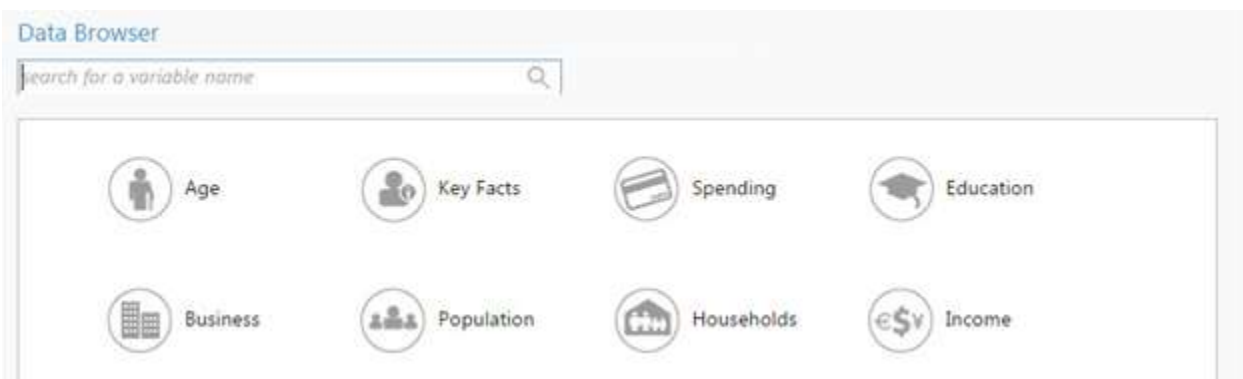 Data Browser
search for a variable name
Age Key Facts Spending Education
Business Population Households €$¥ Income